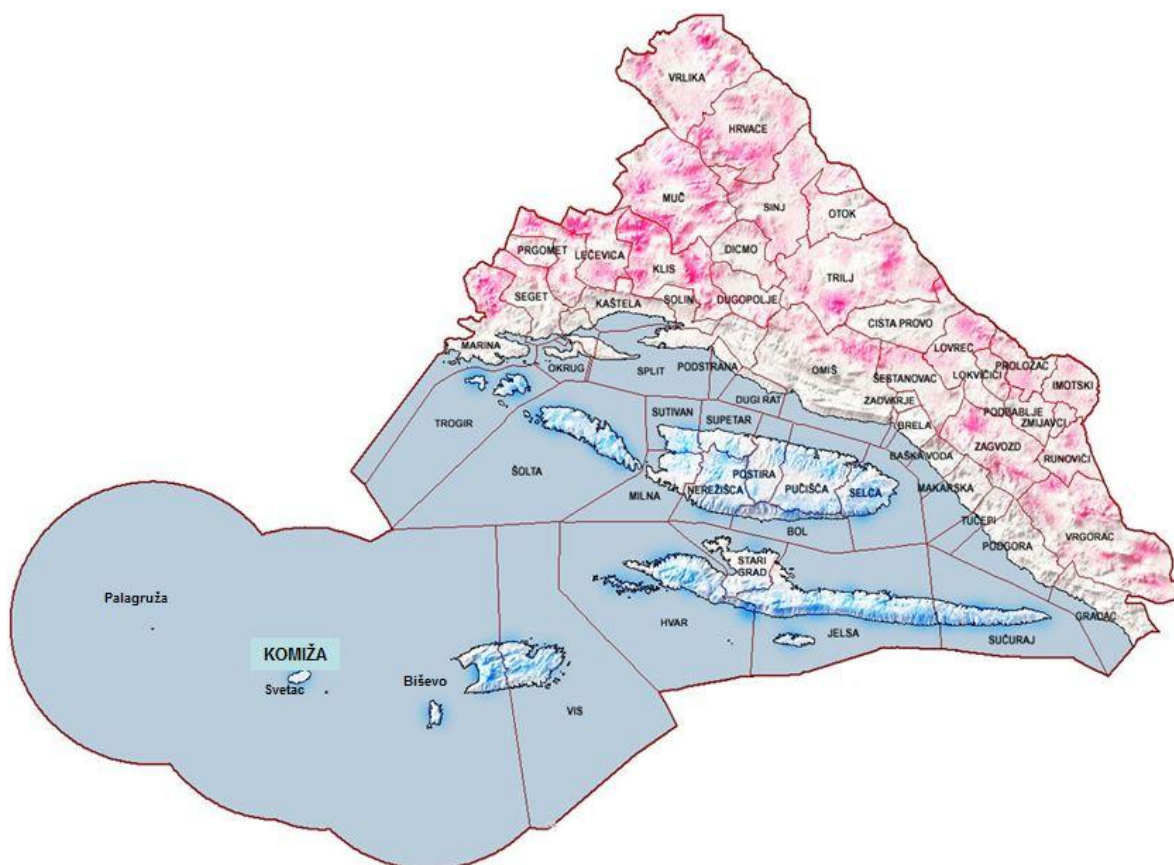 VRLIKA
HRVACE
MUČ
SINJ
OTOK
PRGOMET
LEĆEVICA
DICMO
KLIS
TRILJ
SEGET
KAŠTELA
SOLIN
DUGOPOLJE
CISTA PROVO
MARINA
LOVREĆ
OKRUG
SPLIT
PODSTRANA
OMIŠ
ŠESTANOVAC
LOKVIČIĆI
PROLOŽAC
IMOTSKI
TROGIR
SUTIVAN
SUPETAR
DUGI RAT
ZADVARJE
BRELA
PODBABLJE
ZMIJAVCI
ZAGVOZD
RUNOVIĆI
ŠOLTA
BAŠKA VODA
POSTIRA
MILNA
NEREŽIŠĆA
PUČIŠĆA
SELCA
MAKARSKA
BOL
TUČEPI
PODGORA
VRGORAC
STARI
GRAD
Palagruža
HVAR
JELSA
SUĆURAJ
GRADAC
KOMIŽA
Svetac
Biševo
VIS